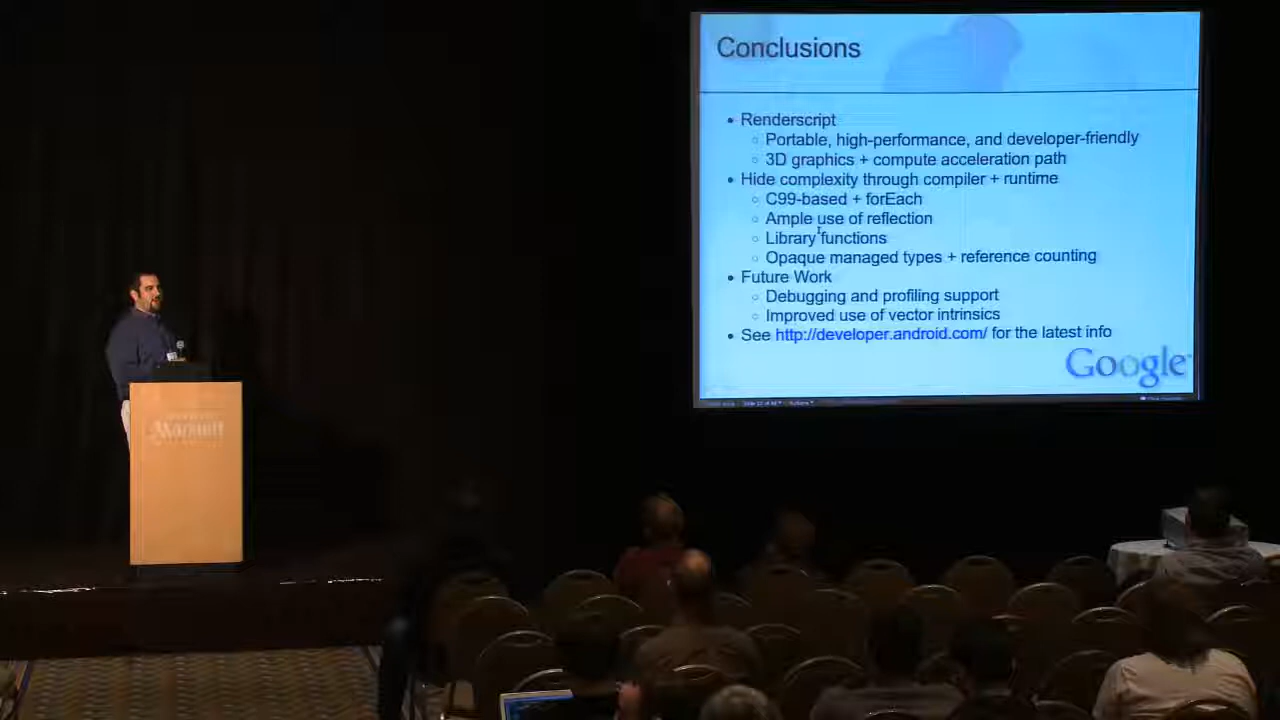 Conclusions
• Renderscript
○ Portable, high-performance, and developer-friendly
○ 3D graphics + compute acceleration path
• Hide complexity through compiler + runtime
○ C99-based + forEach
○ Ample use of reflection
○ Library functions
○ Opaque managed types + reference counting
• Future Work
○ Debugging and profiling support
○ Improved use of vector intrinsics
• See http://developer.android.com/ for the latest info
Google
Marriott